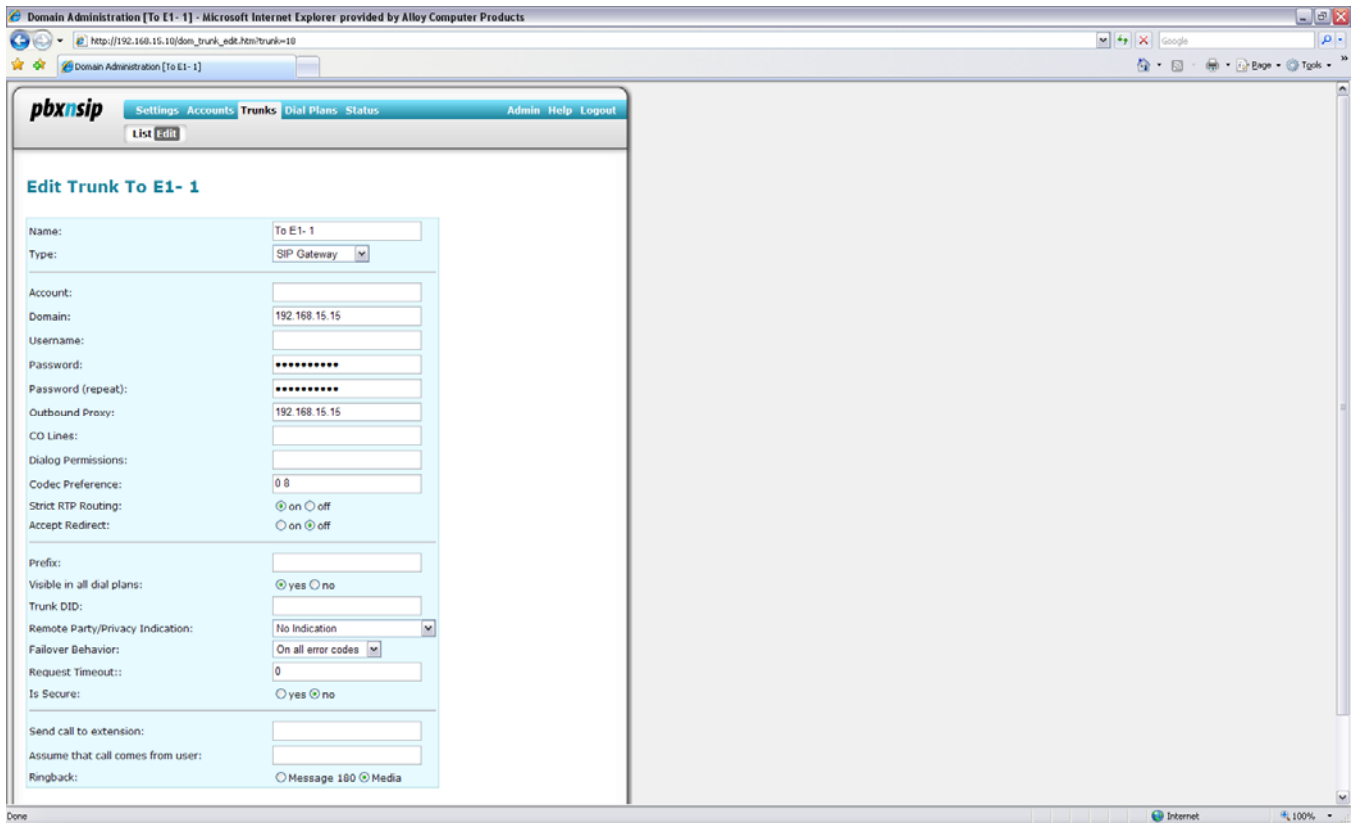 Domain Administration [To E1- 1] - Microsoft Internet Explorer provided by Alloy Computer Products
http://192.168.15.10/dom_trunk_edit.htm?trunk=10
Google
Domain Administration [To E1- 1]
Page Tools
pbxnsip Settings Accounts Trunks Dial Plans Status Admin Help Logout
List Edit
Edit Trunk To E1- 1
Name: To E1- 1
Type: SIP Gateway
Account:
Domain: 192.168.15.15
Username:
Password: ••••••••••
Password (repeat): ••••••••••
Outbound Proxy: 192.168.15.15
CO Lines:
Dialog Permissions:
Codec Preference: 0 8
Strict RTP Routing: on off
Accept Redirect: on off
Prefix:
Visible in all dial plans: yes no
Trunk DID:
Remote Party/Privacy Indication: No Indication
Failover Behavior: On all error codes
Request Timeout:: 0
Is Secure: yes no
Send call to extension:
Assume that call comes from user:
Ringback: Message 180 Media
Done Internet 100%